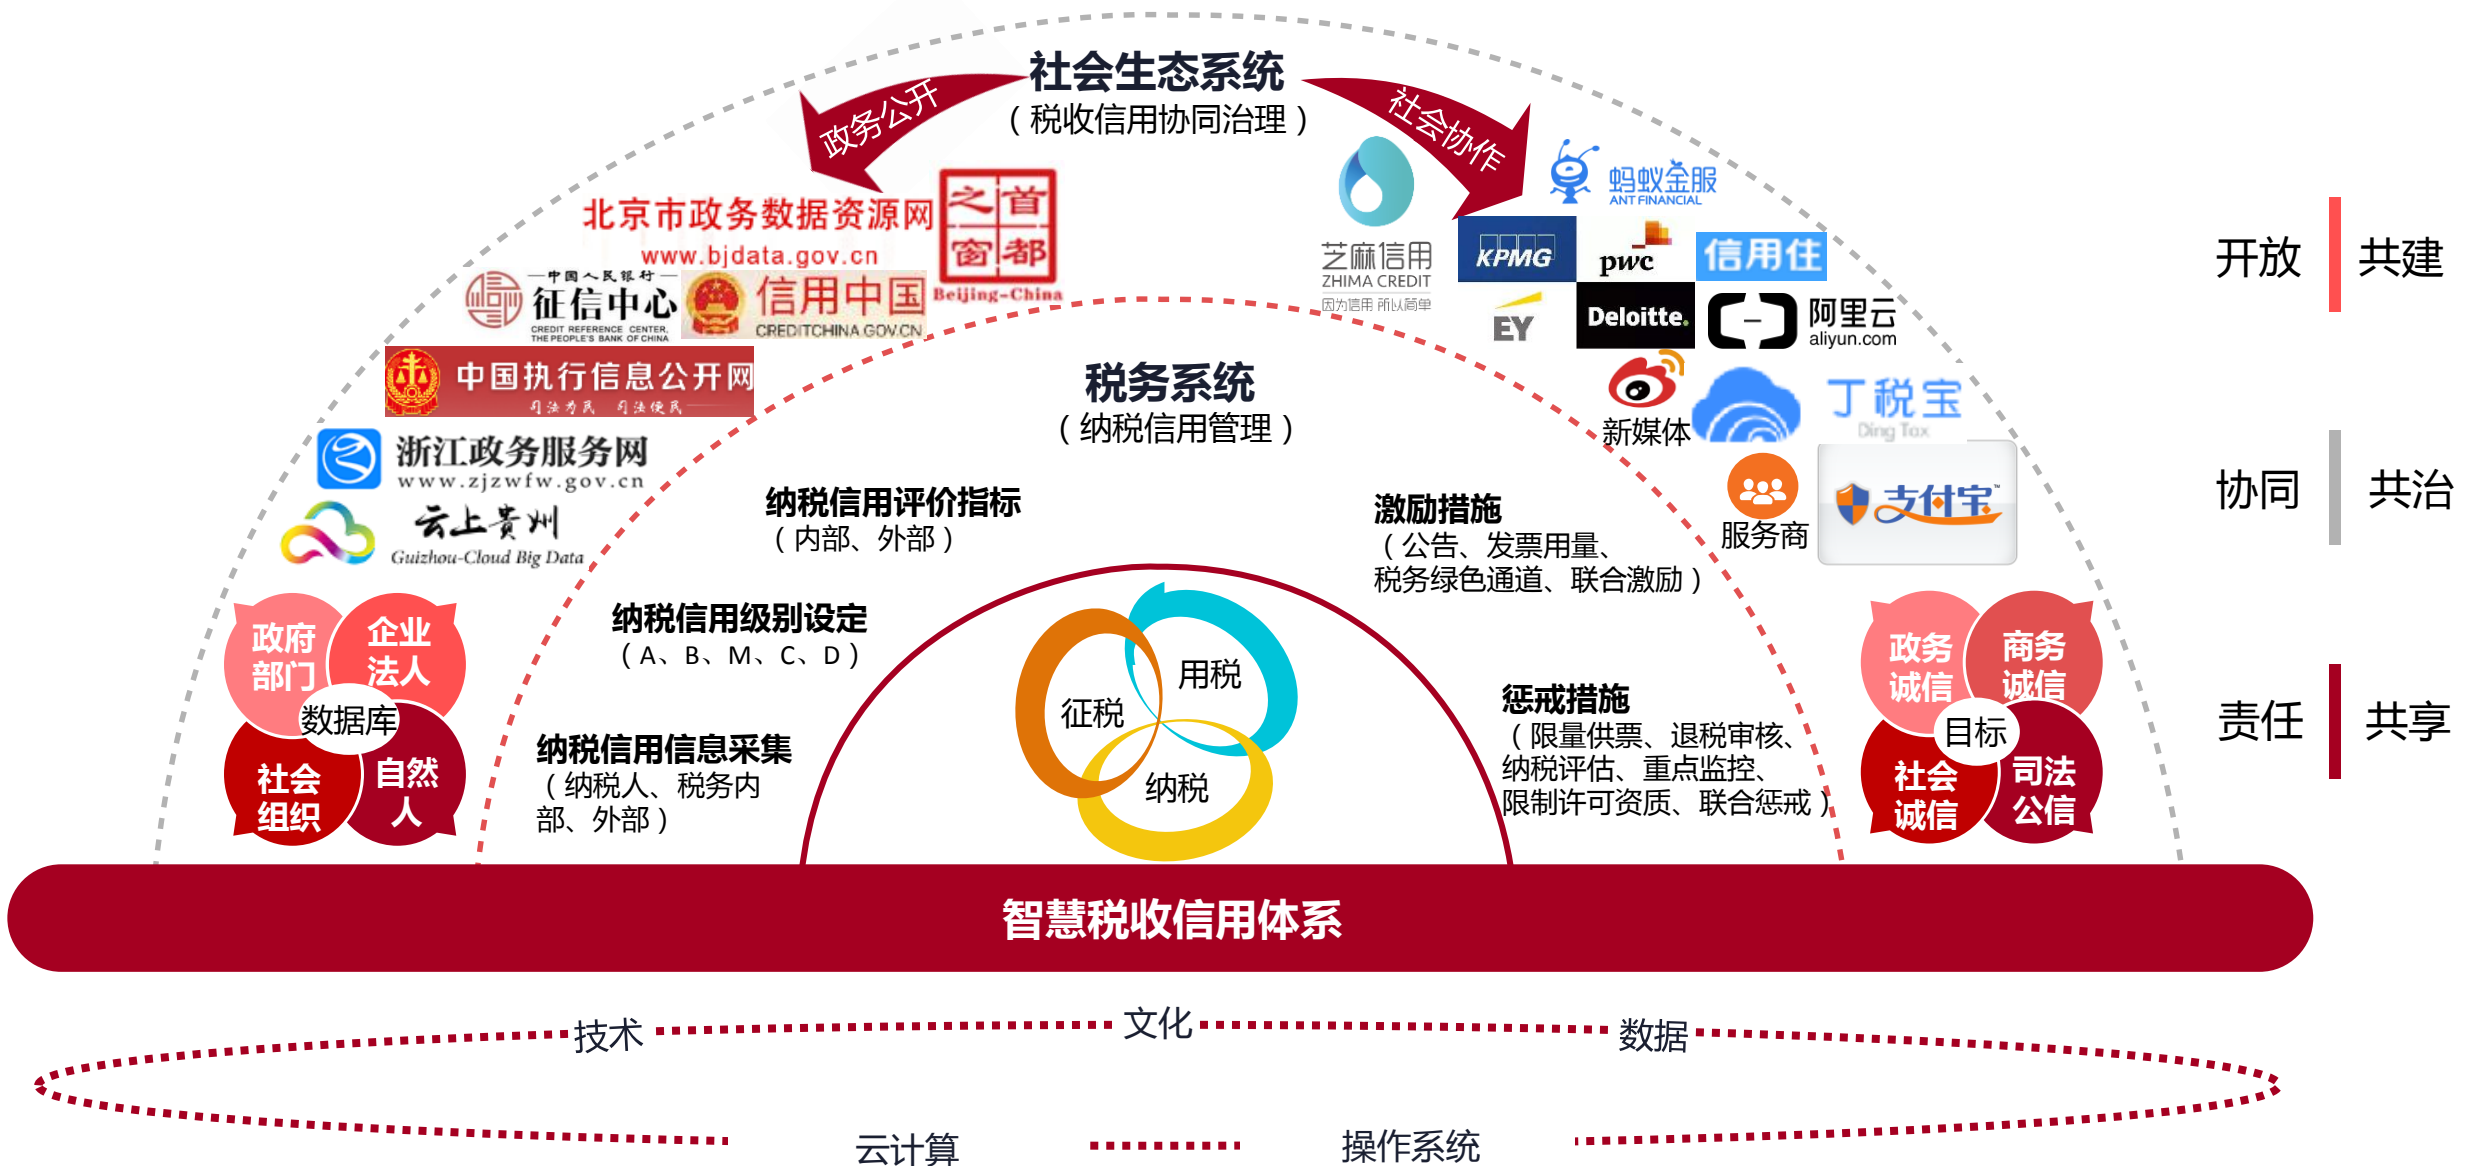 社会生态系统
（税收信用协同治理）
政务公开
社会协作
北京市政务数据资源网
www.bjdata.gov.cn
首都之窗
Beijing-China
中国人民银行
征信中心
CREDIT REFERENCE CENTER,
THE PEOPLE'S BANK OF CHINA
信用中国
CREDITCHINA.GOV.CN
中国执行信息公开网
司法为民 司法便民
浙江政务服务网
www.zjzwfw.gov.cn
云上贵州
Guizhou-Cloud Big Data
芝麻信用
ZHIMA CREDIT
因为信用 所以简单
蚂蚁金服
ANT FINANCIAL
KPMG
pwc
信用住
EY
Deloitte.
阿里云
aliyun.com
新媒体
丁税宝
Ding Tax
服务商
支付宝
税务系统
（纳税信用管理）
纳税信用评价指标
（内部、外部）
纳税信用级别设定
（A、B、M、C、D）
纳税信用信息采集
（纳税人、税务内
部、外部）
激励措施
（公告、发票用量、
税务绿色通道、联合激励）
惩戒措施
（限量供票、退税审核、
纳税评估、重点监控、
限制许可资质、联合惩戒）
征税
用税
纳税
政府
部门
企业
法人
数据库
社会
组织
自然
人
政务
诚信
商务
诚信
目标
社会
诚信
司法
公信
开放 共建
协同 共治
责任 共享
智慧税收信用体系
技术
文化
数据
云计算
操作系统